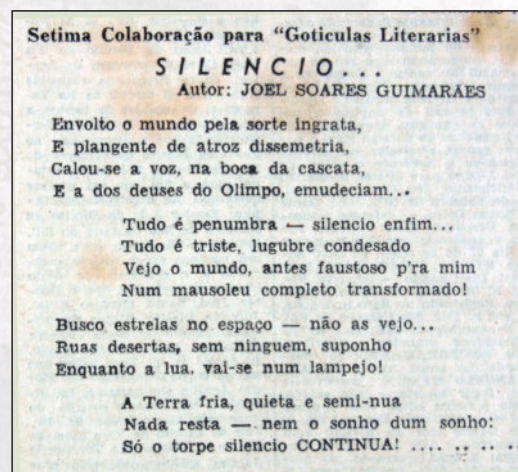 Setima Colaboração para "Goticulas Literarias"
SILENCIO...
Autor: JOEL SOARES GUIMARÃES
Envolto o mundo pela sorte ingrata,
E plangente de atroz dissemetria,
Calou-se a voz, na boca da cascata,
E a dos deuses do Olimpo, emudeciam...
Tudo é penumbra — silencio enfim...
Tudo é triste, lugubre condesado
Vejo o mundo, antes faustoso p'ra mim
Num mausoleu completo transformado!
Busco estrelas no espaço — não as vejo...
Ruas desertas, sem ninguem, suponho
Enquanto a lua, vai-se num lampejo!
A Terra fria, quieta e semi-nua
Nada resta — nem o sonho dum sonho:
Só o torpe silencio CONTINUA! .... .. .. ..